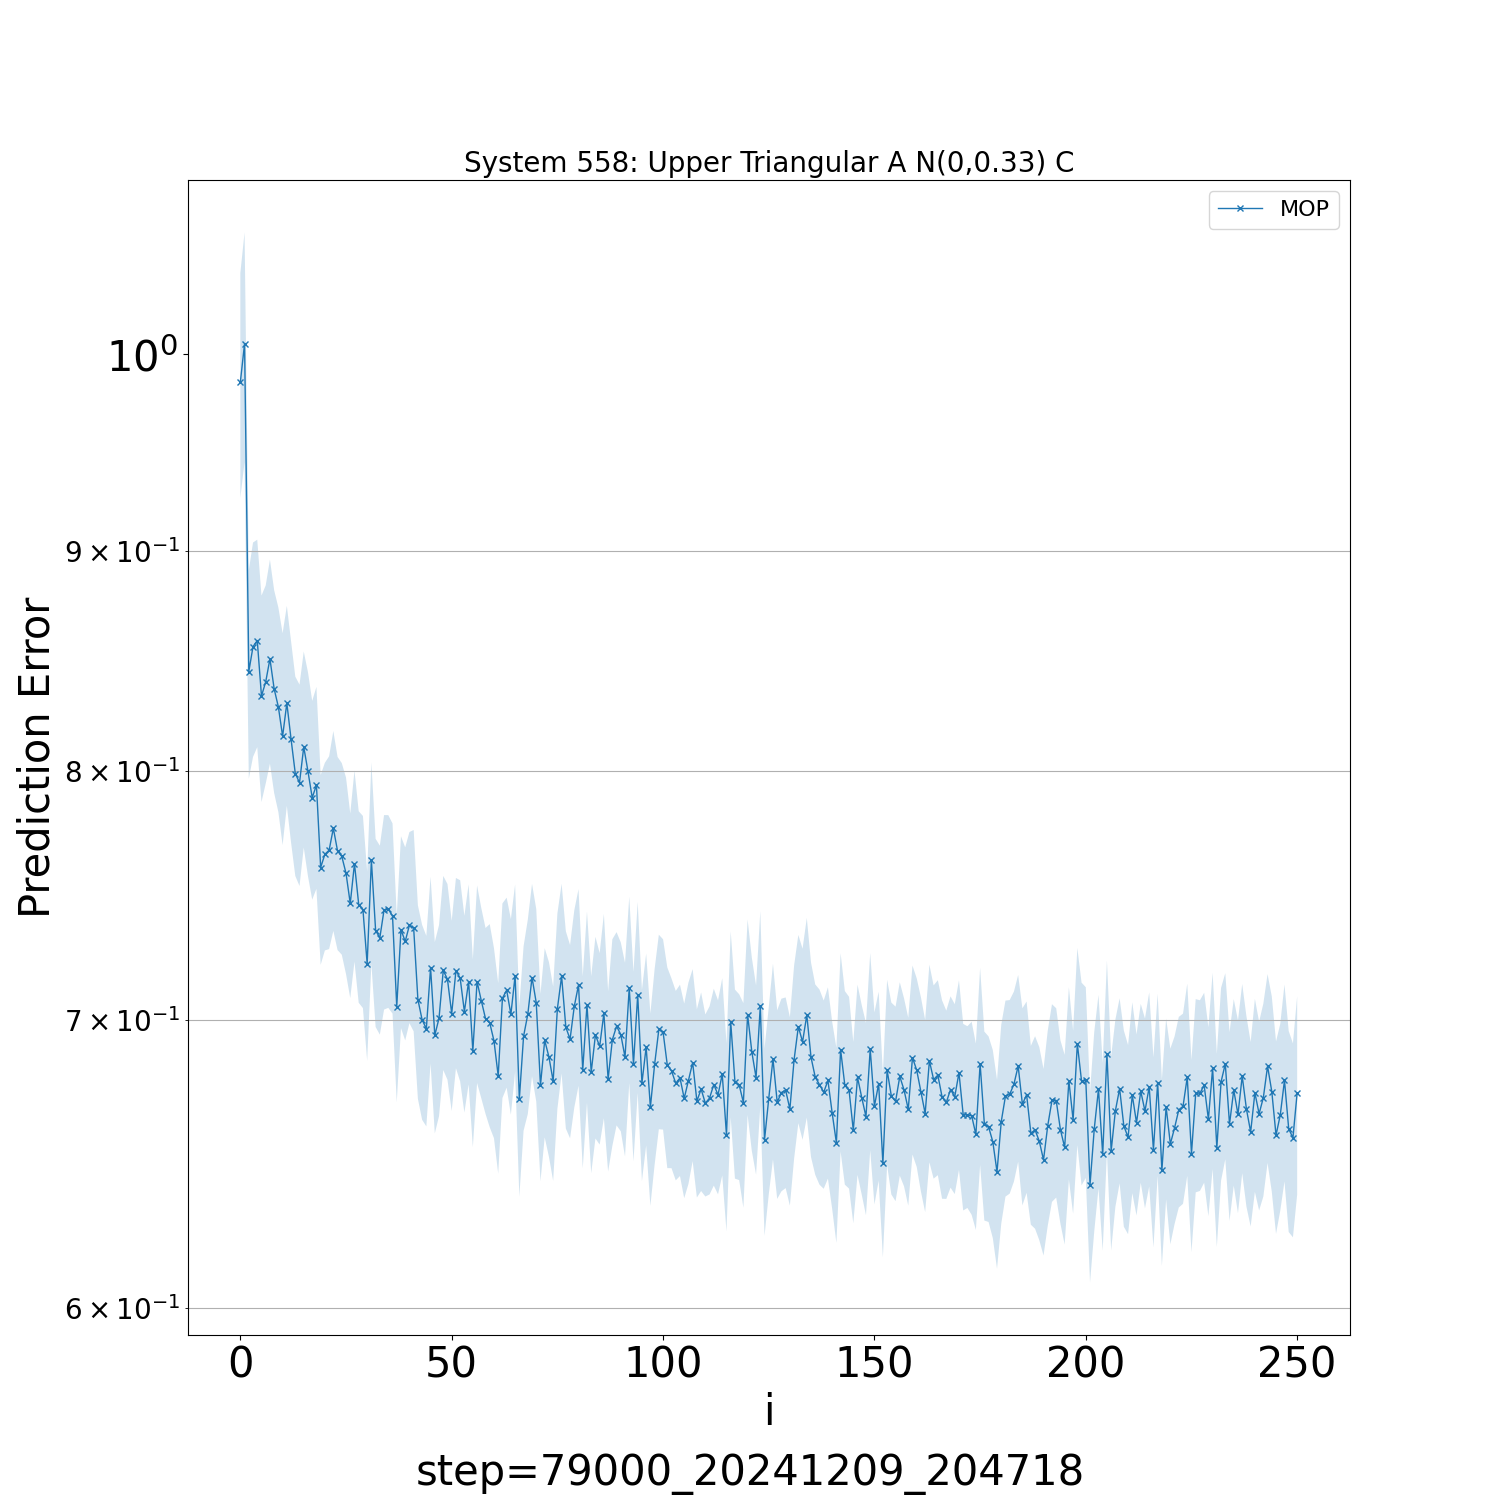 System 558: Upper Triangular A N(0,0.33) C
MOP
10⁰
9 × 10⁻¹
8 × 10⁻¹
7 × 10⁻¹
6 × 10⁻¹
Prediction Error
0 50 100 150 200 250
i
step=79000_20241209_204718